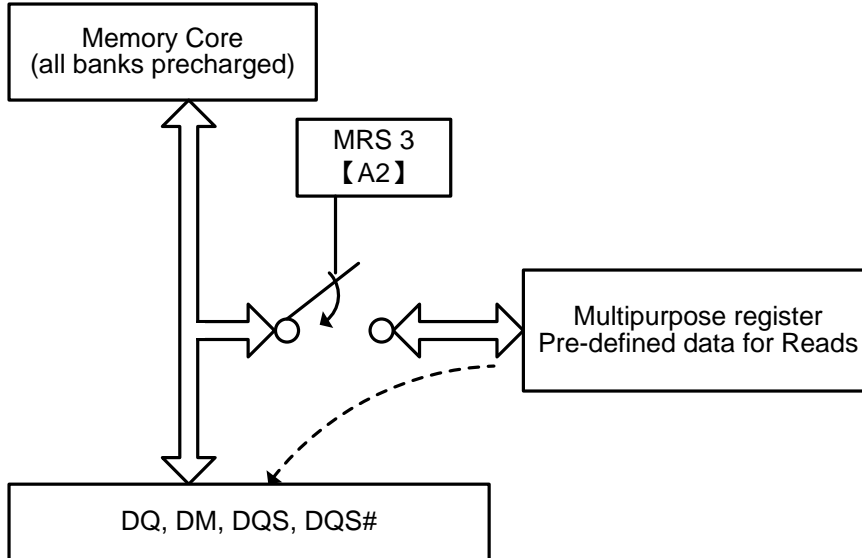 Memory Core
(all banks precharged)
MRS 3
【A2】
Multipurpose register
Pre-defined data for Reads
DQ, DM, DQS, DQS#